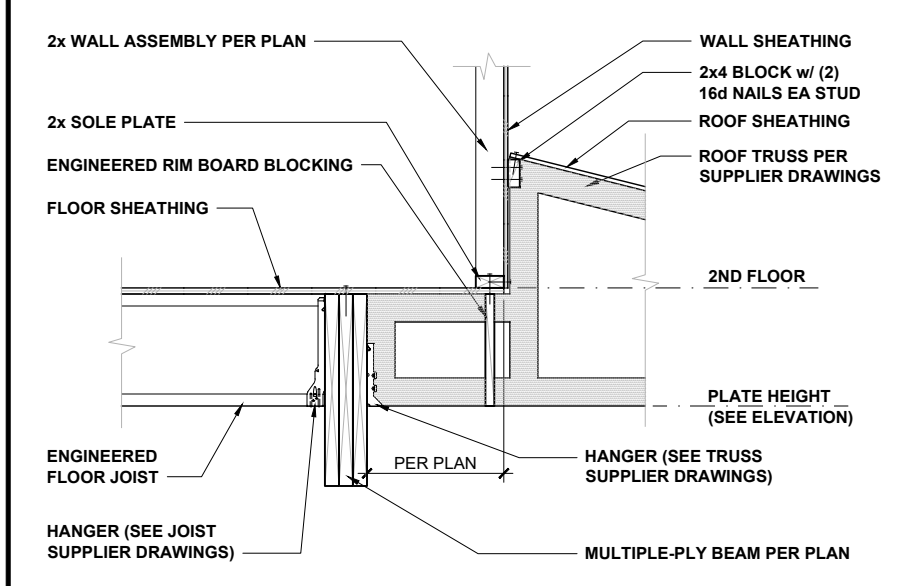 2x WALL ASSEMBLY PER PLAN
2x SOLE PLATE
ENGINEERED RIM BOARD BLOCKING
FLOOR SHEATHING
WALL SHEATHING
2x4 BLOCK w/ (2)
16d NAILS EA STUD
ROOF SHEATHING
ROOF TRUSS PER
SUPPLIER DRAWINGS
2ND FLOOR
PLATE HEIGHT
(SEE ELEVATION)
ENGINEERED
FLOOR JOIST
PER PLAN
HANGER (SEE TRUSS
SUPPLIER DRAWINGS)
HANGER (SEE JOIST
SUPPLIER DRAWINGS)
MULTIPLE-PLY BEAM PER PLAN